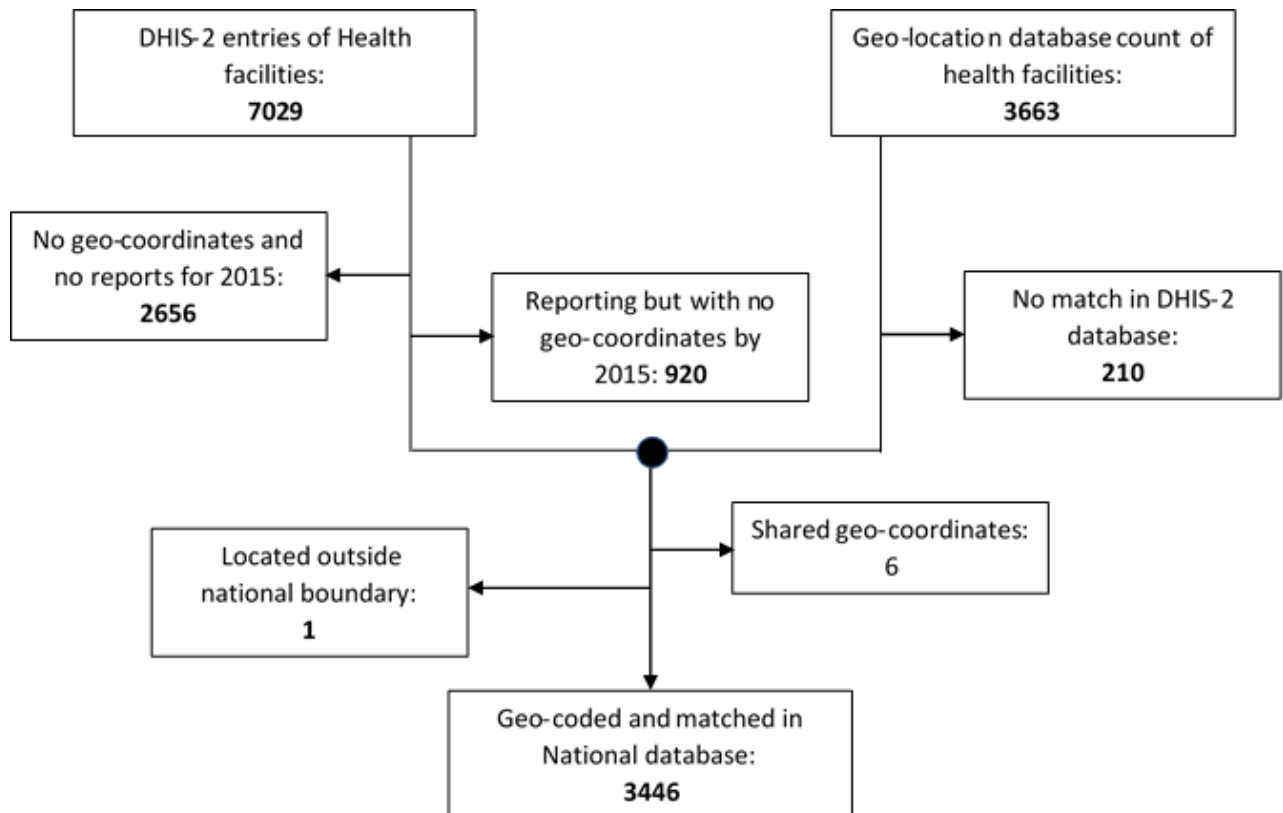 DHIS-2 entries of Health
facilities:
7029
Geo-location database count of
health facilities:
3663
No geo-coordinates and
no reports for 2015:
2656
Reporting but with no
geo-coordinates by
2015: 920
No match in DHIS-2
database:
210
Shared geo-coordinates:
6
Located outside
national boundary:
1
Geo-coded and matched in
National database:
3446